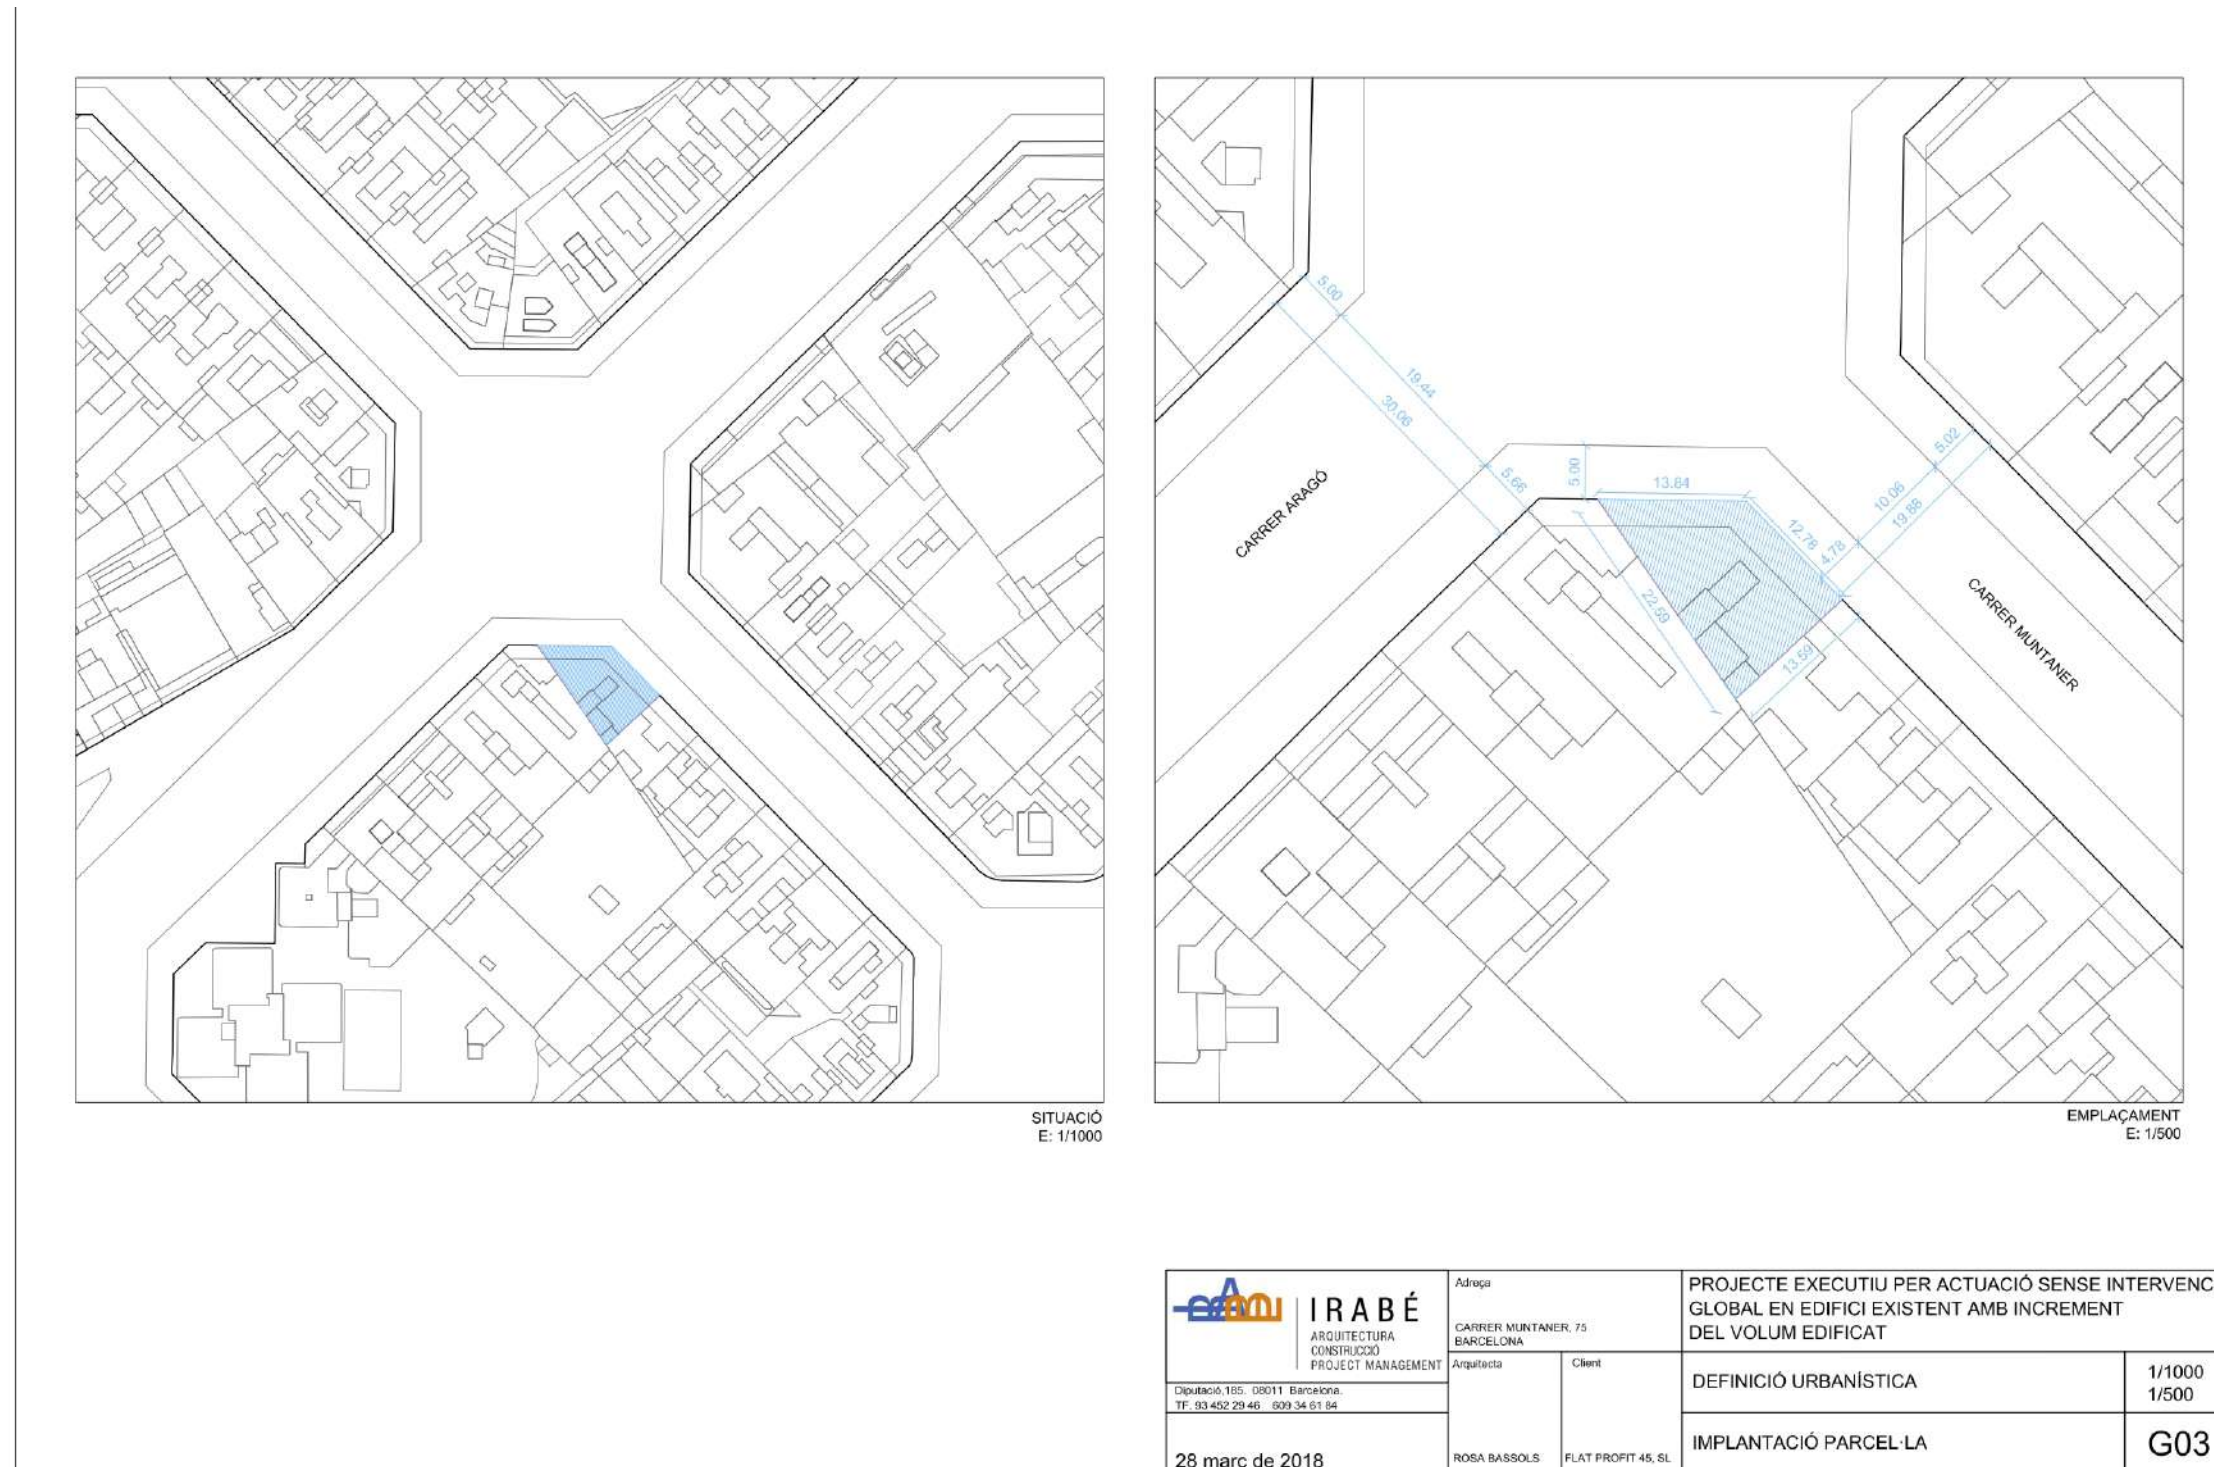 5.00
19.44
30.06
5.66
5.00
13.84
12.78
4.78
5.02
10.06
19.88
22.59
13.59
CARRER ARAGÓ
CARRER MUNTANER
SITUACIÓ
E: 1/1000
EMPLAÇAMENT
E: 1/500
IRABÉ
ARQUITECTURA
CONSTRUCCIÓ
PROJECT MANAGEMENT
Diputació,185. 08011 Barcelona.
TF. 93 452 29 46 609 34 61 84
28 març de 2018
Adreça
CARRER MUNTANER, 75
BARCELONA
Arquitecta
ROSA BASSOLS
Client
FLAT PROFIT 45, SL
PROJECTE EXECUTIU PER ACTUACIÓ SENSE INTERVENC
GLOBAL EN EDIFICI EXISTENT AMB INCREMENT
DEL VOLUM EDIFICAT
DEFINICIÓ URBANÍSTICA
1/1000
1/500
IMPLANTACIÓ PARCEL·LA
G03